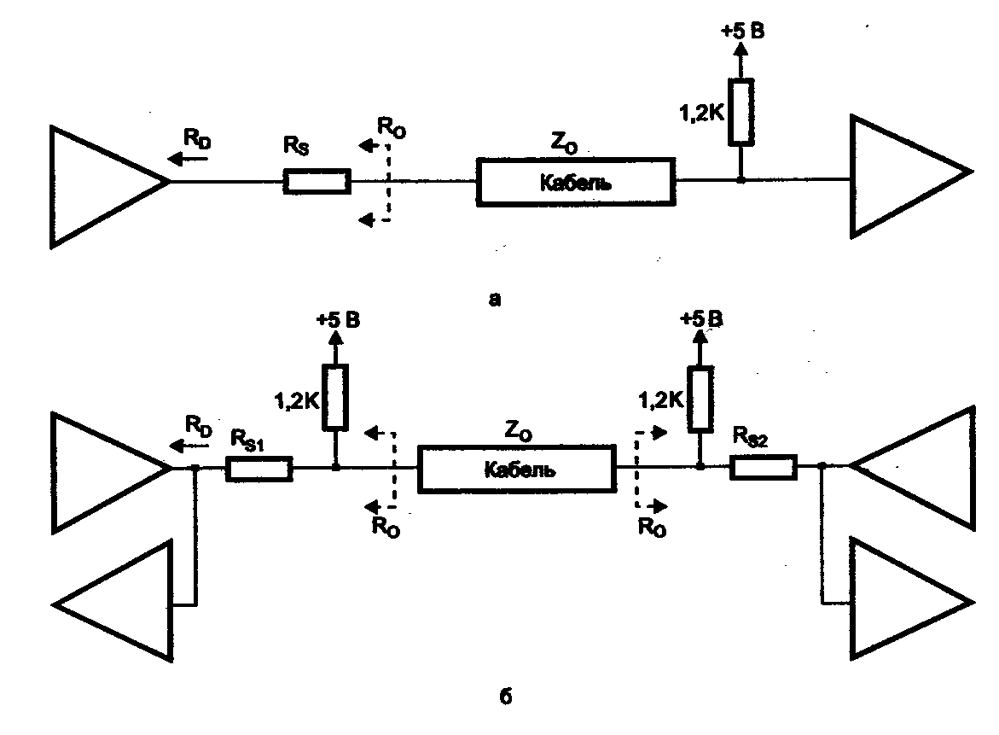 +5 В
1,2K
R_D
R_S
R_O
Z_O
Кабель
а
+5 В
+5 В
1,2K
1,2K
R_D
R_S1
Z_O
R_S2
Кабель
R_O
R_O
б